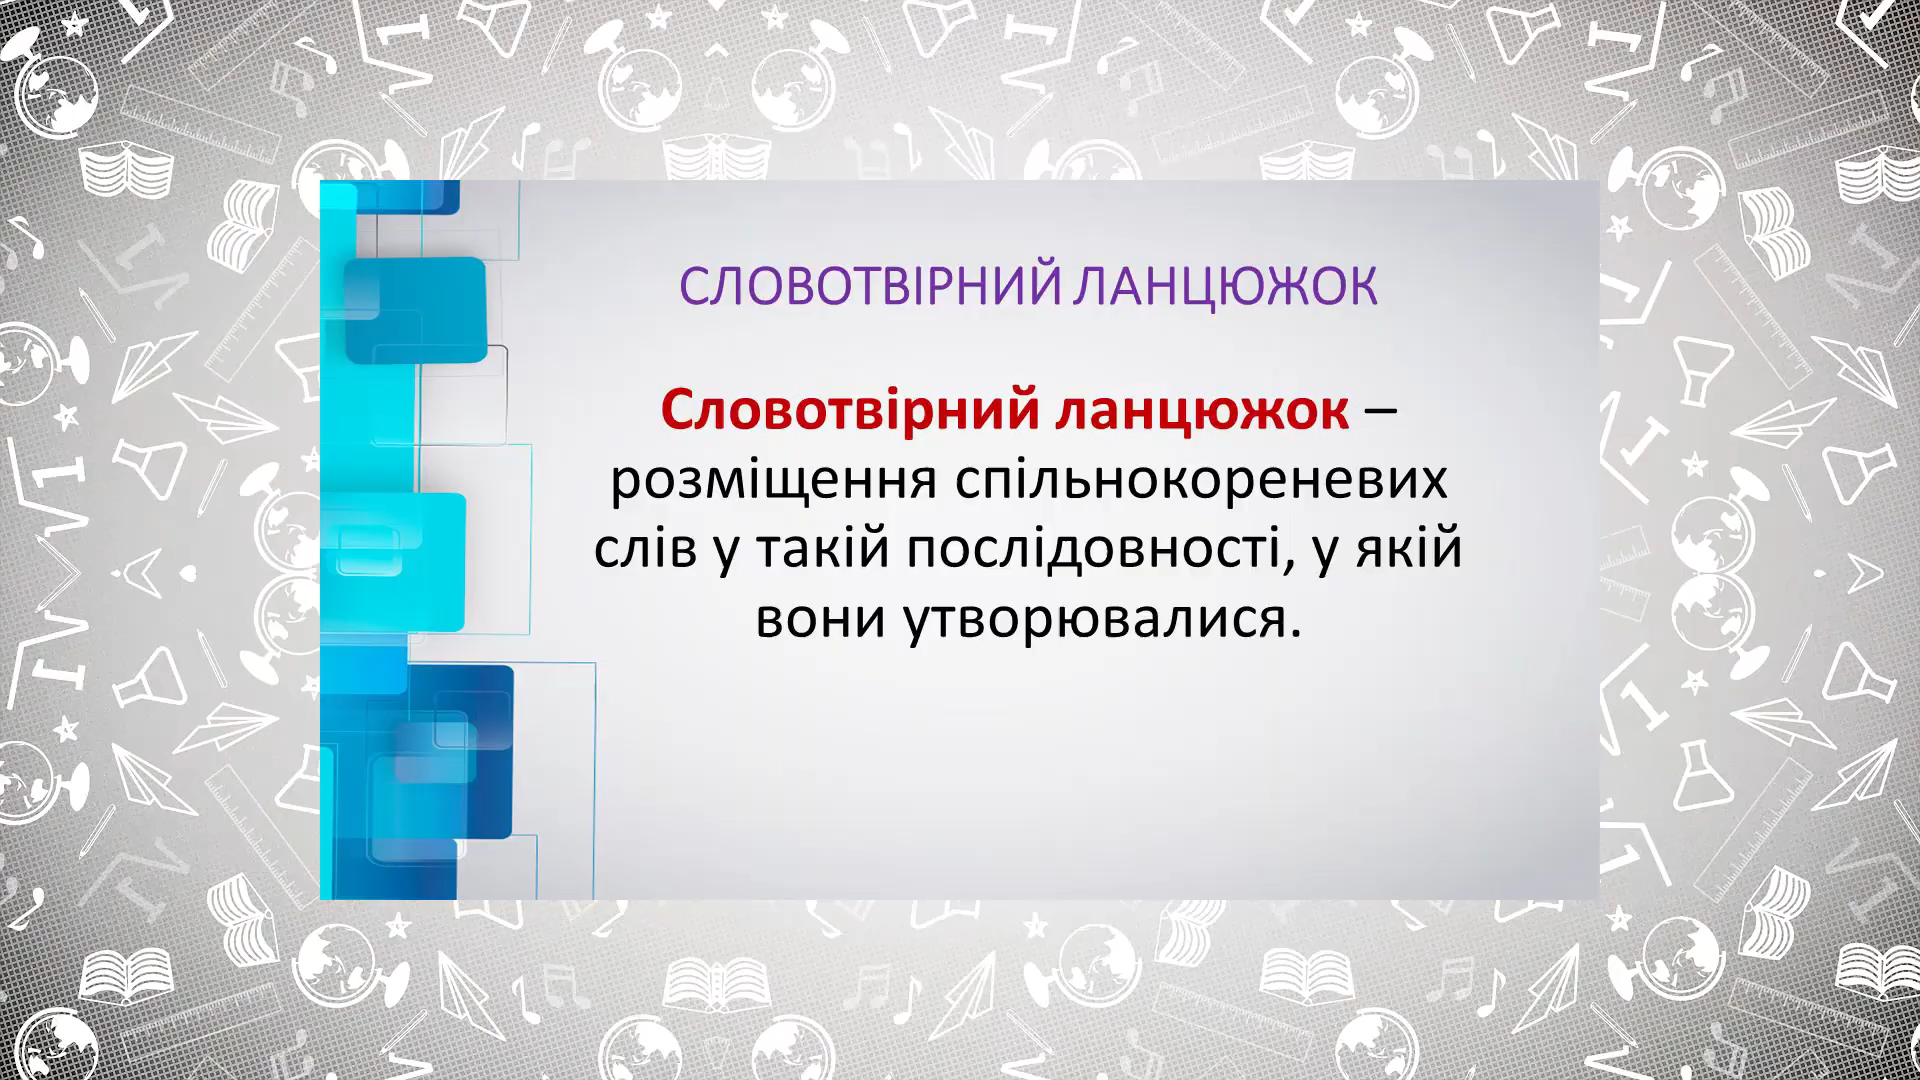 СЛОВОТВІРНИЙ ЛАНЦЮЖОК
Словотвірний ланцюжок –
розміщення спільнокореневих
слів у такій послідовності, у якій
вони утворювалися.